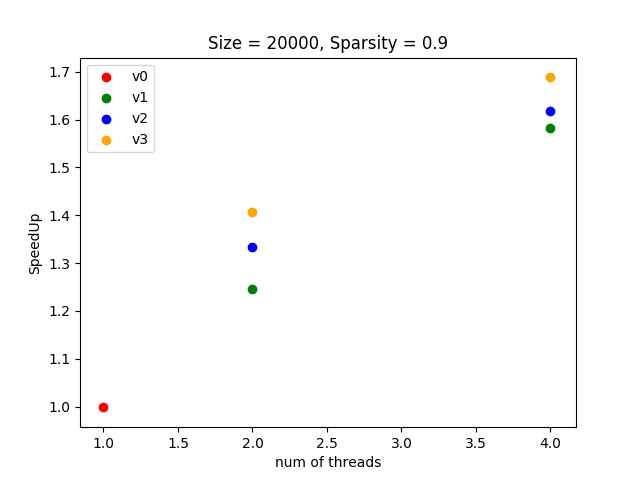 Size = 20000, Sparsity = 0.9
v0
v1
v2
v3
SpeedUp
1.7
1.6
1.5
1.4
1.3
1.2
1.1
1.0
1.0 1.5 2.0 2.5 3.0 3.5 4.0
num of threads